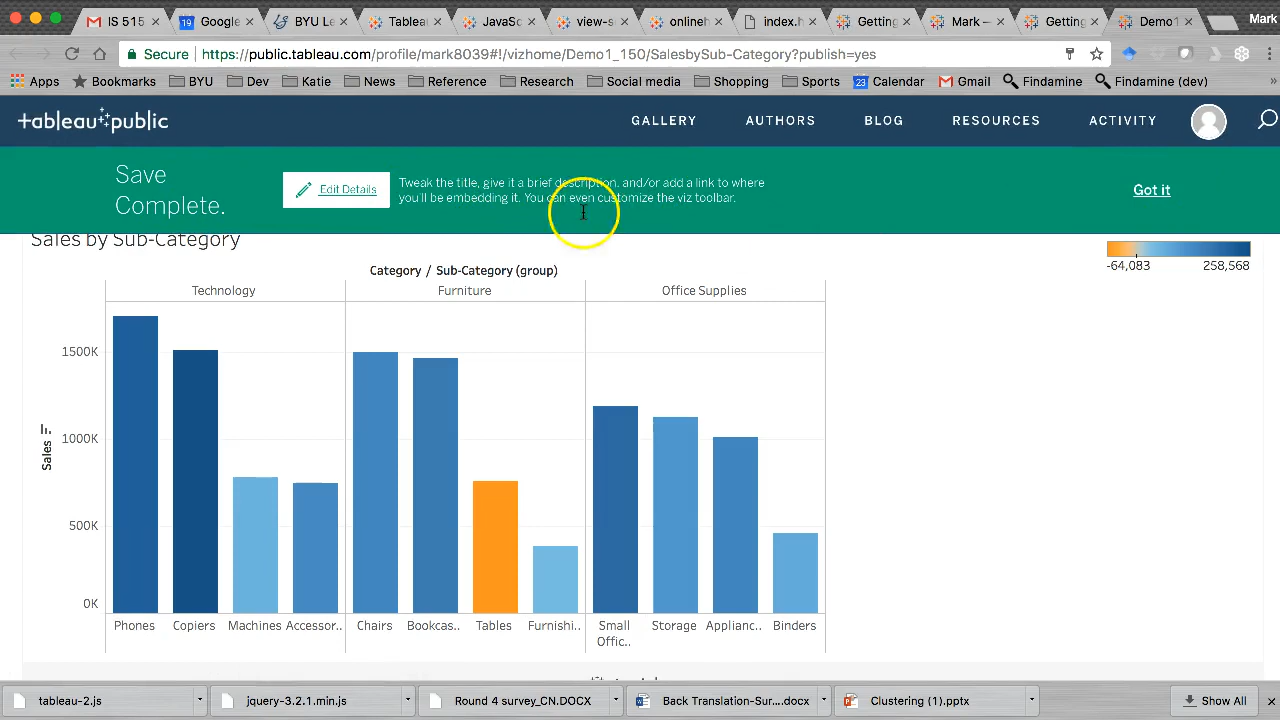 IS 515
Google
BYU Le
Tablea
JavaSc
view-s
onlineh
index.h
Getting
Mark –
Getting
Demo1
Mark
Secure https://public.tableau.com/profile/mark8039#!/vizhome/Demo1_150/SalesbySub-Category?publish=yes
Apps Bookmarks BYU Dev Katie News Reference Research Social media Shopping Sports 23 Calendar Gmail Findamine Findamine (dev) »
+ableau+public GALLERY AUTHORS BLOG RESOURCES ACTIVITY
Save
Complete.
Edit Details
Tweak the title, give it a brief description, and/or add a link to where
you'll be embedding it. You can even customize the viz toolbar.
Got it
Sales by Sub-Category
-64,083 258,568
Category / Sub-Category (group)
Technology Furniture Office Supplies
1500K
1000K
500K
0K
Sales
Phones Copiers Machines Accessor.. Chairs Bookcas.. Tables Furnishi.. Small
Offic.. Storage Applianc.. Binders
tableau-2.js jquery-3.2.1.min.js Round 4 survey_CN.DOCX Back Translation-Sur....docx Clustering (1).pptx Show All